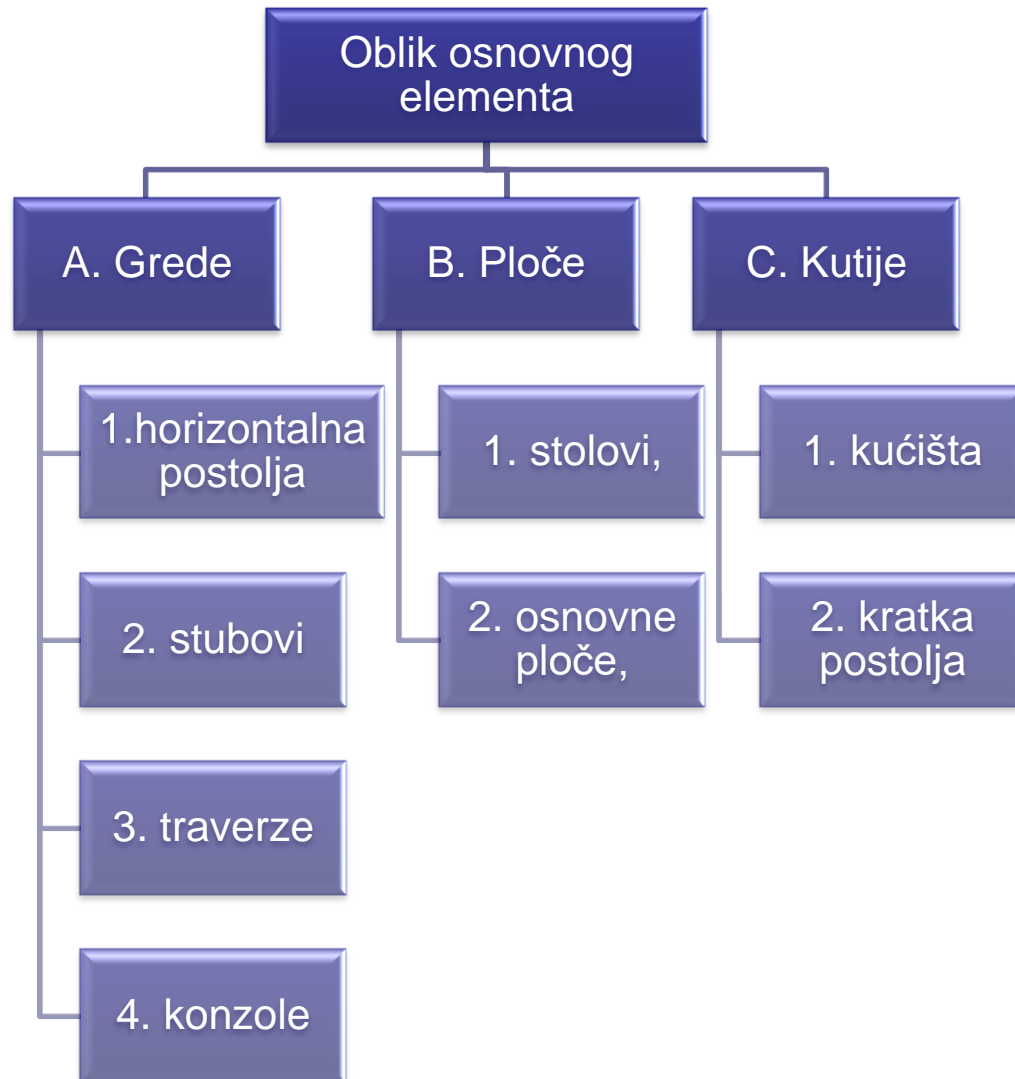 Oblik osnovnog
elementa
A. Grede
1.horizontalna
postolja
2. stubovi
3. traverze
4. konzole
B. Ploče
1. stolovi,
2. osnovne
ploče,
C. Kutije
1. kućišta
2. kratka
postolja